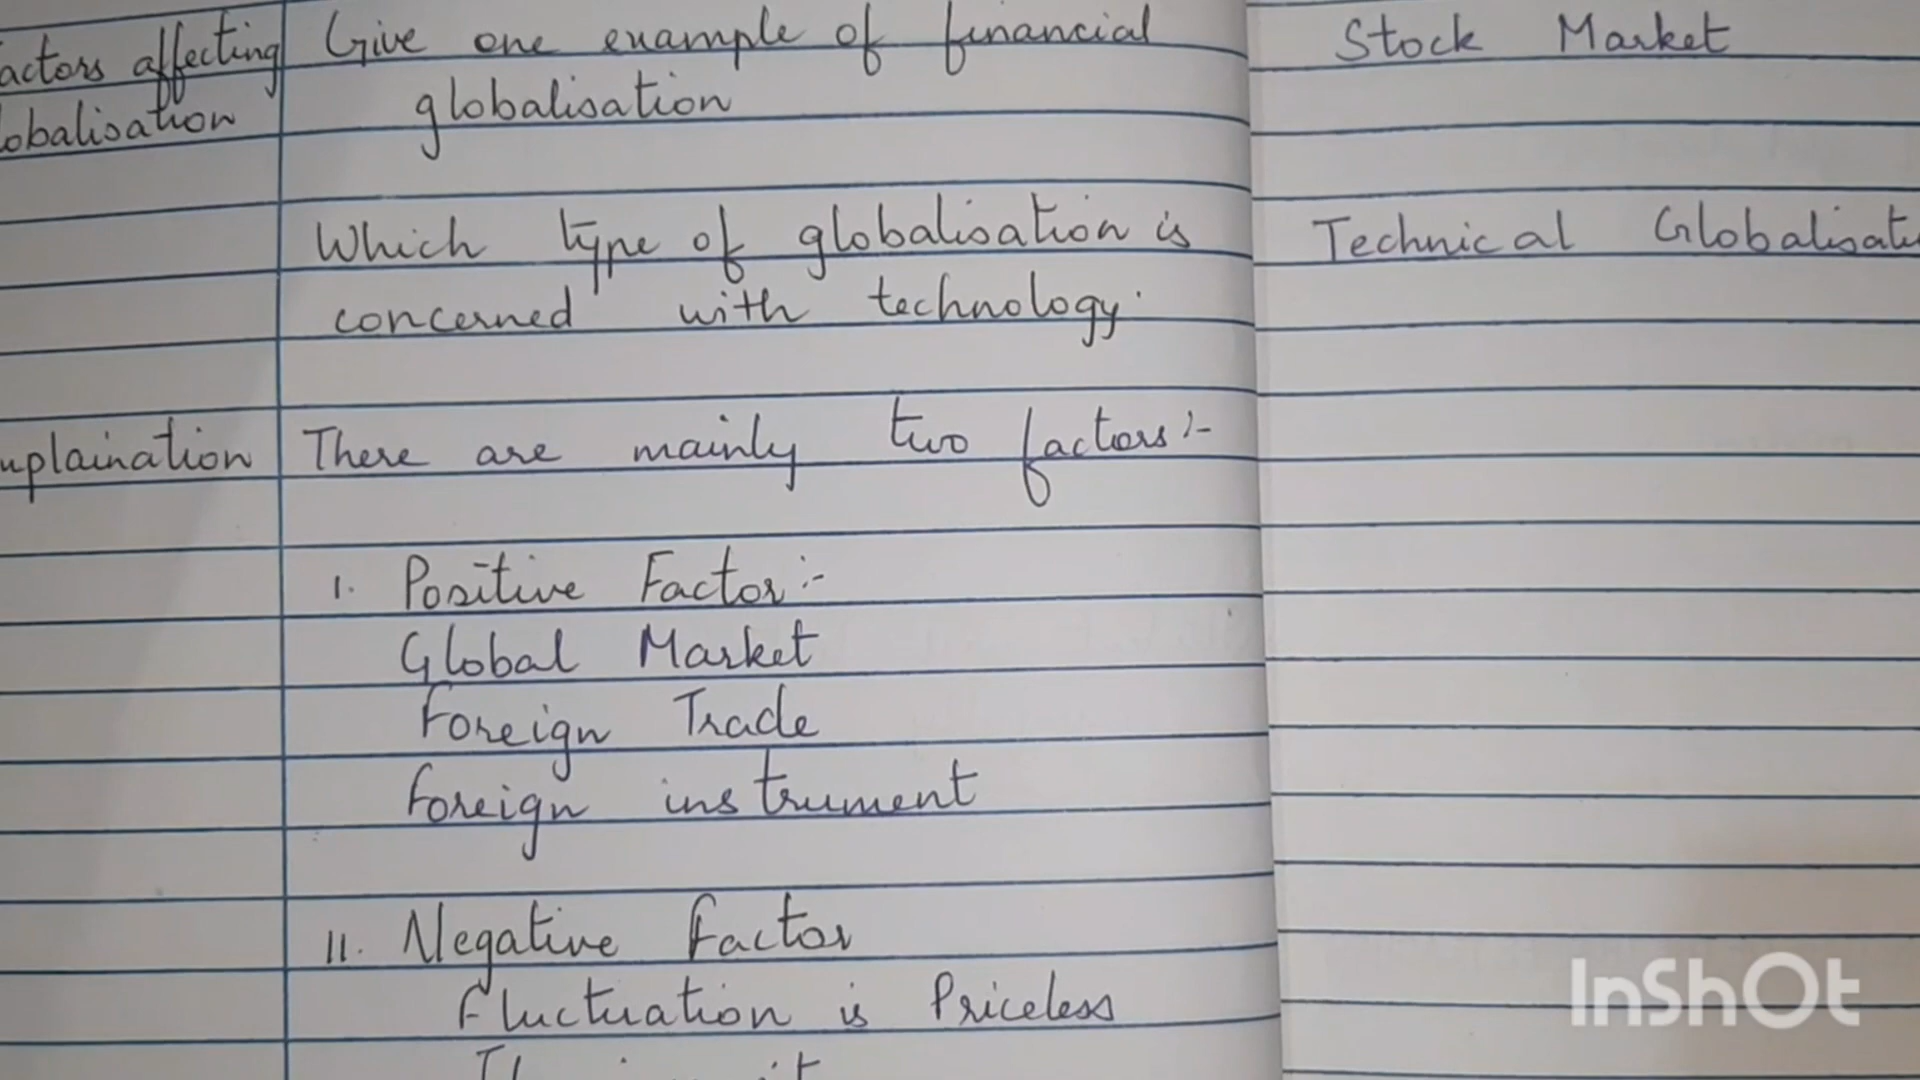 actors affecting
obalisation
Give one example of financial
globalisation
Stock Market
Which type of globalisation is
concerned with technology.
Technical Globalisati
xplaination
There are mainly two factors:-
I. Positive Factor:-
Global Market
Foreign Trade
Foreign instrument
II. Negative Factor
Fluctuation is Priceless
InShOt